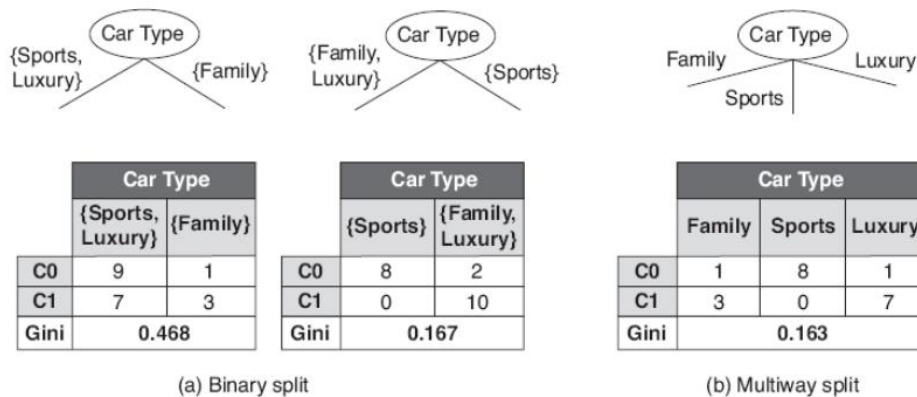 Car Type
{Sports,
Luxury}
{Family}
Car Type
{Family,
Luxury}
{Sports}
Car Type
Family
Luxury
Sports
Car Type
{Sports,
Luxury}
{Family}
C0 9 1
C1 7 3
Gini 0.468
Car Type
{Sports}
{Family,
Luxury}
C0 8 2
C1 0 10
Gini 0.167
(a) Binary split
Car Type
Family Sports Luxury
C0 1 8 1
C1 3 0 7
Gini 0.163
(b) Multiway split